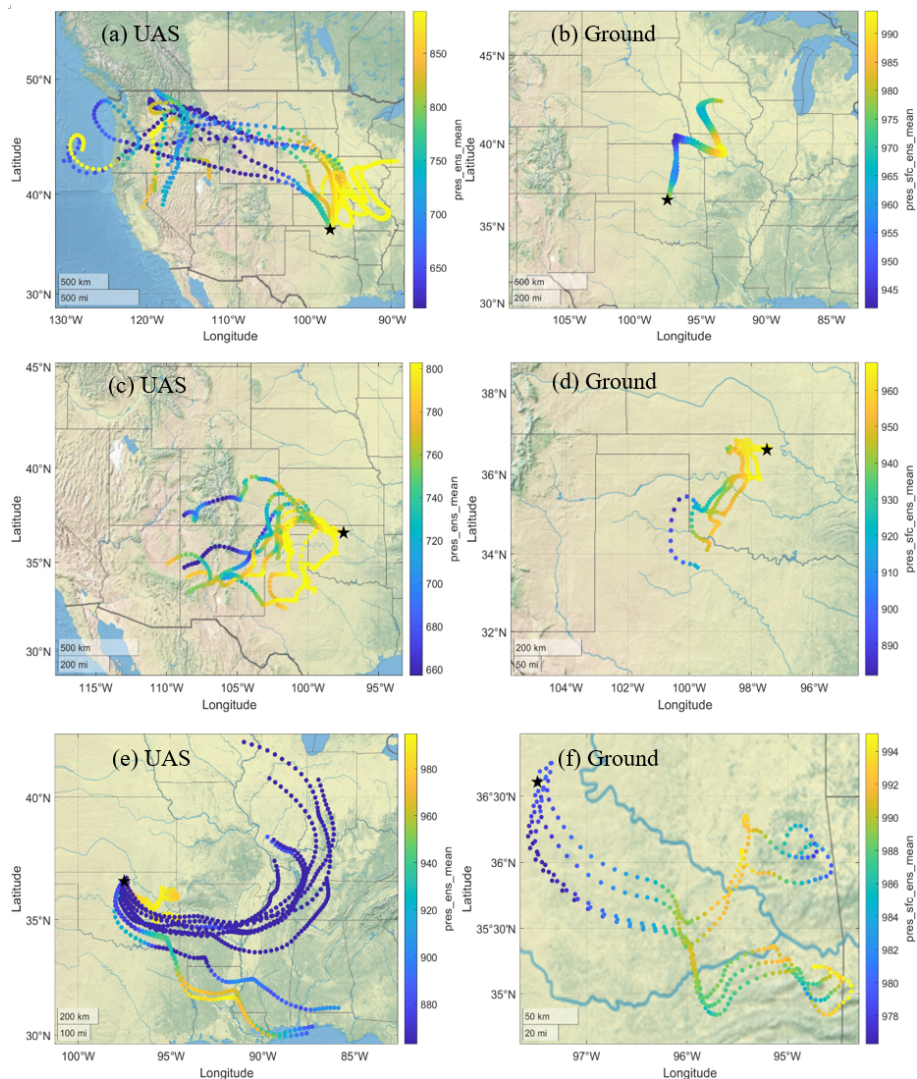 (a) UAS
50°N
40°N
30°N
Latitude
500 km
500 mi
130°W 120°W 110°W 100°W 90°W
Longitude
850
800
750
700
650
pres_ens_mean
(b) Ground
45°N
40°N
35°N
30°N
Latitude
500 km
200 mi
105°W 100°W 95°W 90°W 85°W
Longitude
990
985
980
975
970
965
960
955
950
945
pres_sfc_ens_mean
(c) UAS
45°N
40°N
35°N
30°N
Latitude
500 km
200 mi
115°W 110°W 105°W 100°W 95°W
Longitude
800
780
760
740
720
700
680
660
pres_ens_mean
(d) Ground
38°N
36°N
34°N
32°N
Latitude
200 km
50 mi
104°W 102°W 100°W 98°W 96°W
Longitude
960
950
940
930
920
910
900
890
pres_sfc_ens_mean
(e) UAS
40°N
35°N
30°N
Latitude
200 km
100 mi
100°W 95°W 90°W 85°W
Longitude
980
960
940
920
900
880
pres_ens_mean
(f) Ground
36°30'N
36°N
35°30'N
35°N
Latitude
50 km
20 mi
97°W 96°W 95°W
Longitude
994
992
990
988
986
984
982
980
978
pres_sfc_ens_mean